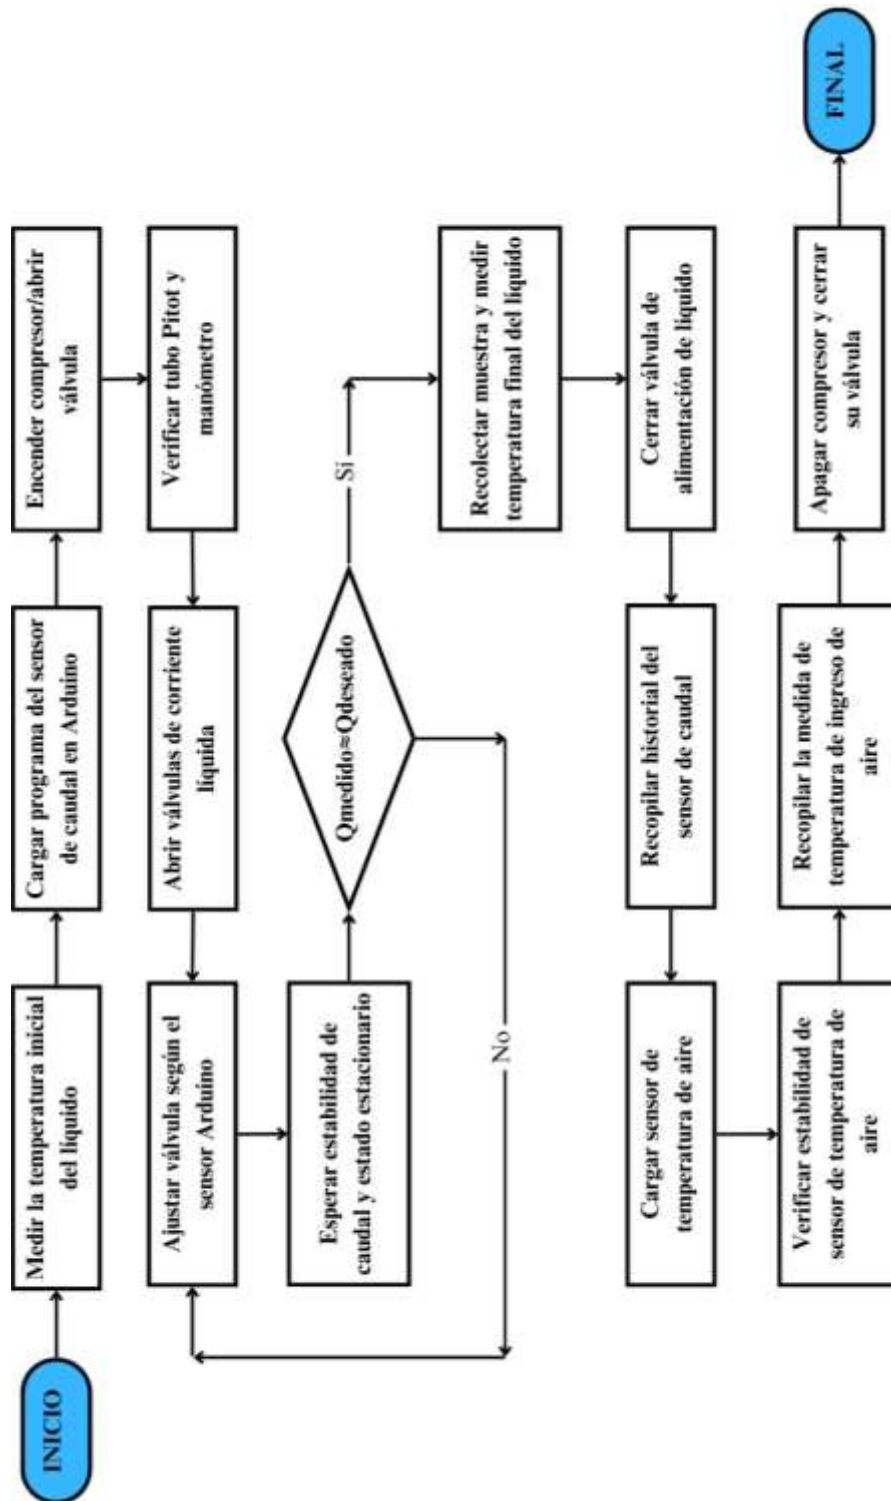 INICIO
Medir la temperatura inicial
del líquido
Cargar programa del sensor
de caudal en Arduino
Encender compresor/abrir
válvula
Verificar tubo Pitot y
manómetro
Abrir válvulas de corriente
líquida
Ajustar válvula según el
sensor Arduino
Esperar estabilidad de
caudal y estado estacionario
Qmedido≈Qdeseado
No
Si
Recolectar muestra y medir
temperatura final del líquido
Cerrar válvula de
alimentación de líquido
Recopilar historial del
sensor de caudal
Cargar sensor de
temperatura de aire
Verificar estabilidad de
sensor de temperatura de
aire
Recopilar la medida de
temperatura de ingreso de
aire
Apagar compresor y cerrar
su válvula
FINAL